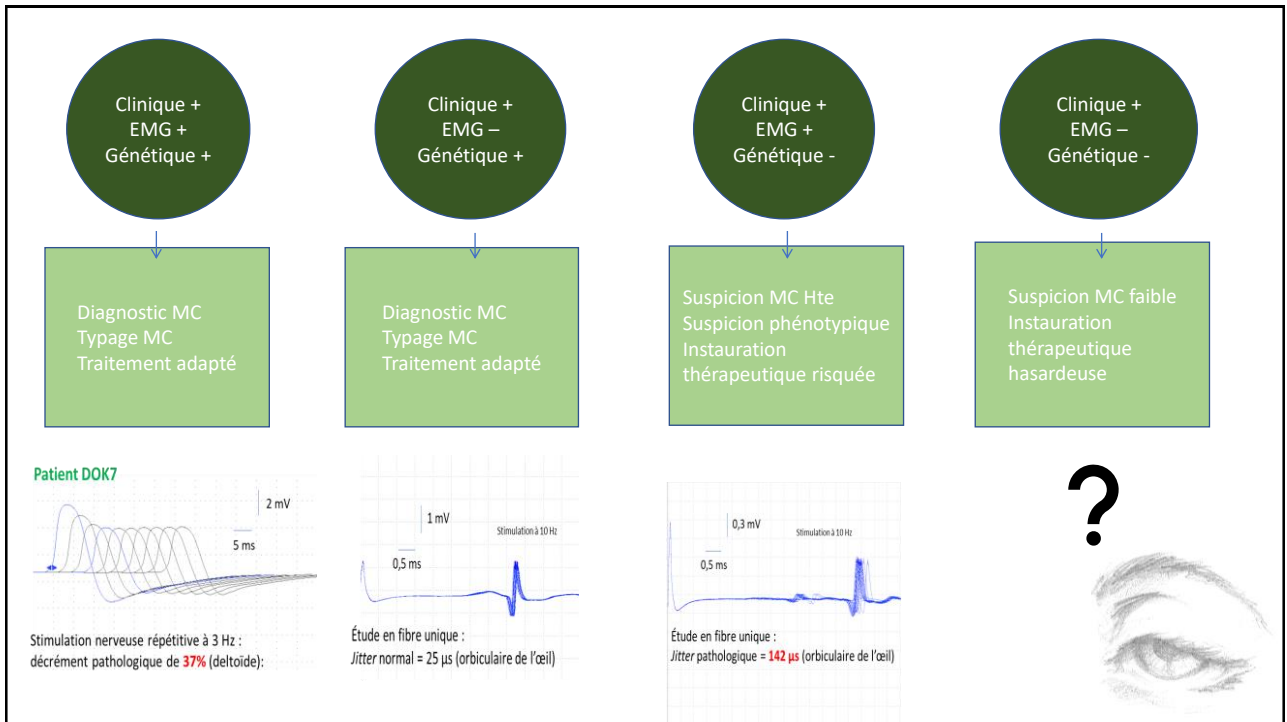 Clinique +
EMG +
Génétique +
Clinique +
EMG –
Génétique +
Clinique +
EMG +
Génétique -
Clinique +
EMG –
Génétique -
Diagnostic MC
Typage MC
Traitement adapté
Diagnostic MC
Typage MC
Traitement adapté
Suspicion MC Hte
Suspicion phénotypique
Instauration
thérapeutique risquée
Suspicion MC faible
Instauration
thérapeutique
hasardeuse
Patient DOK7
2 mV
5 ms
Stimulation nerveuse répétitive à 3 Hz :
décrément pathologique de 37% (deltoïde):
1 mV
Stimulation à 10 Hz
0,5 ms
Étude en fibre unique :
Jitter normal = 25 µs (orbiculaire de l'œil)
0,3 mV
Stimulation à 10 Hz
0,5 ms
Étude en fibre unique :
Jitter pathologique = 142 µs (orbiculaire de l'œil)
?